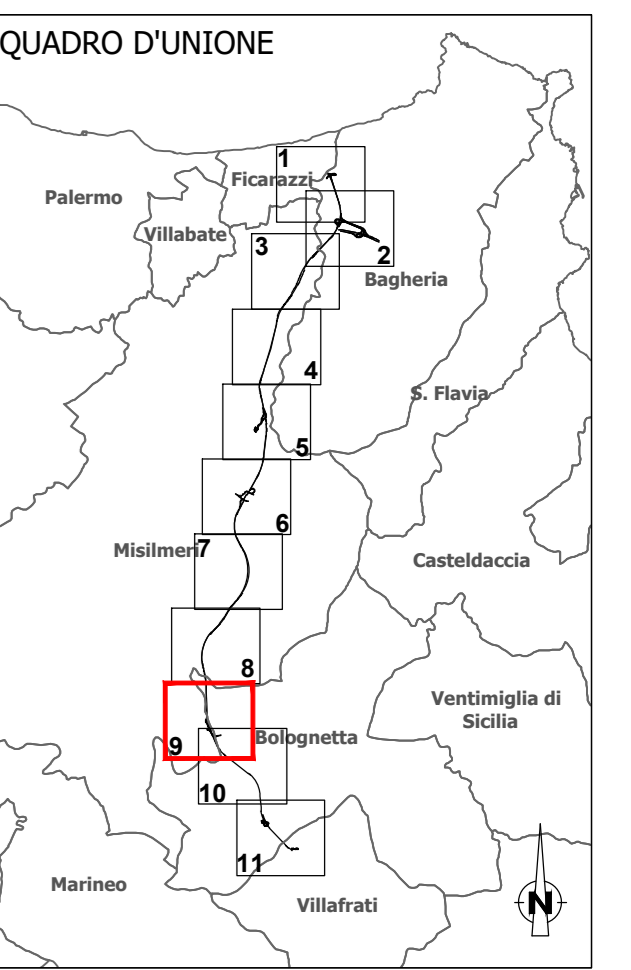 QUADRO D'UNIONE
1
Ficarazzi
Palermo
Villabate
3
2
Bagheria
4
S. Flavia
5
6
Misilmeri
7
Casteldaccia
8
Ventimiglia di
Sicilia
Bolognetta
9
10
11
Marineo
Villafrati
N